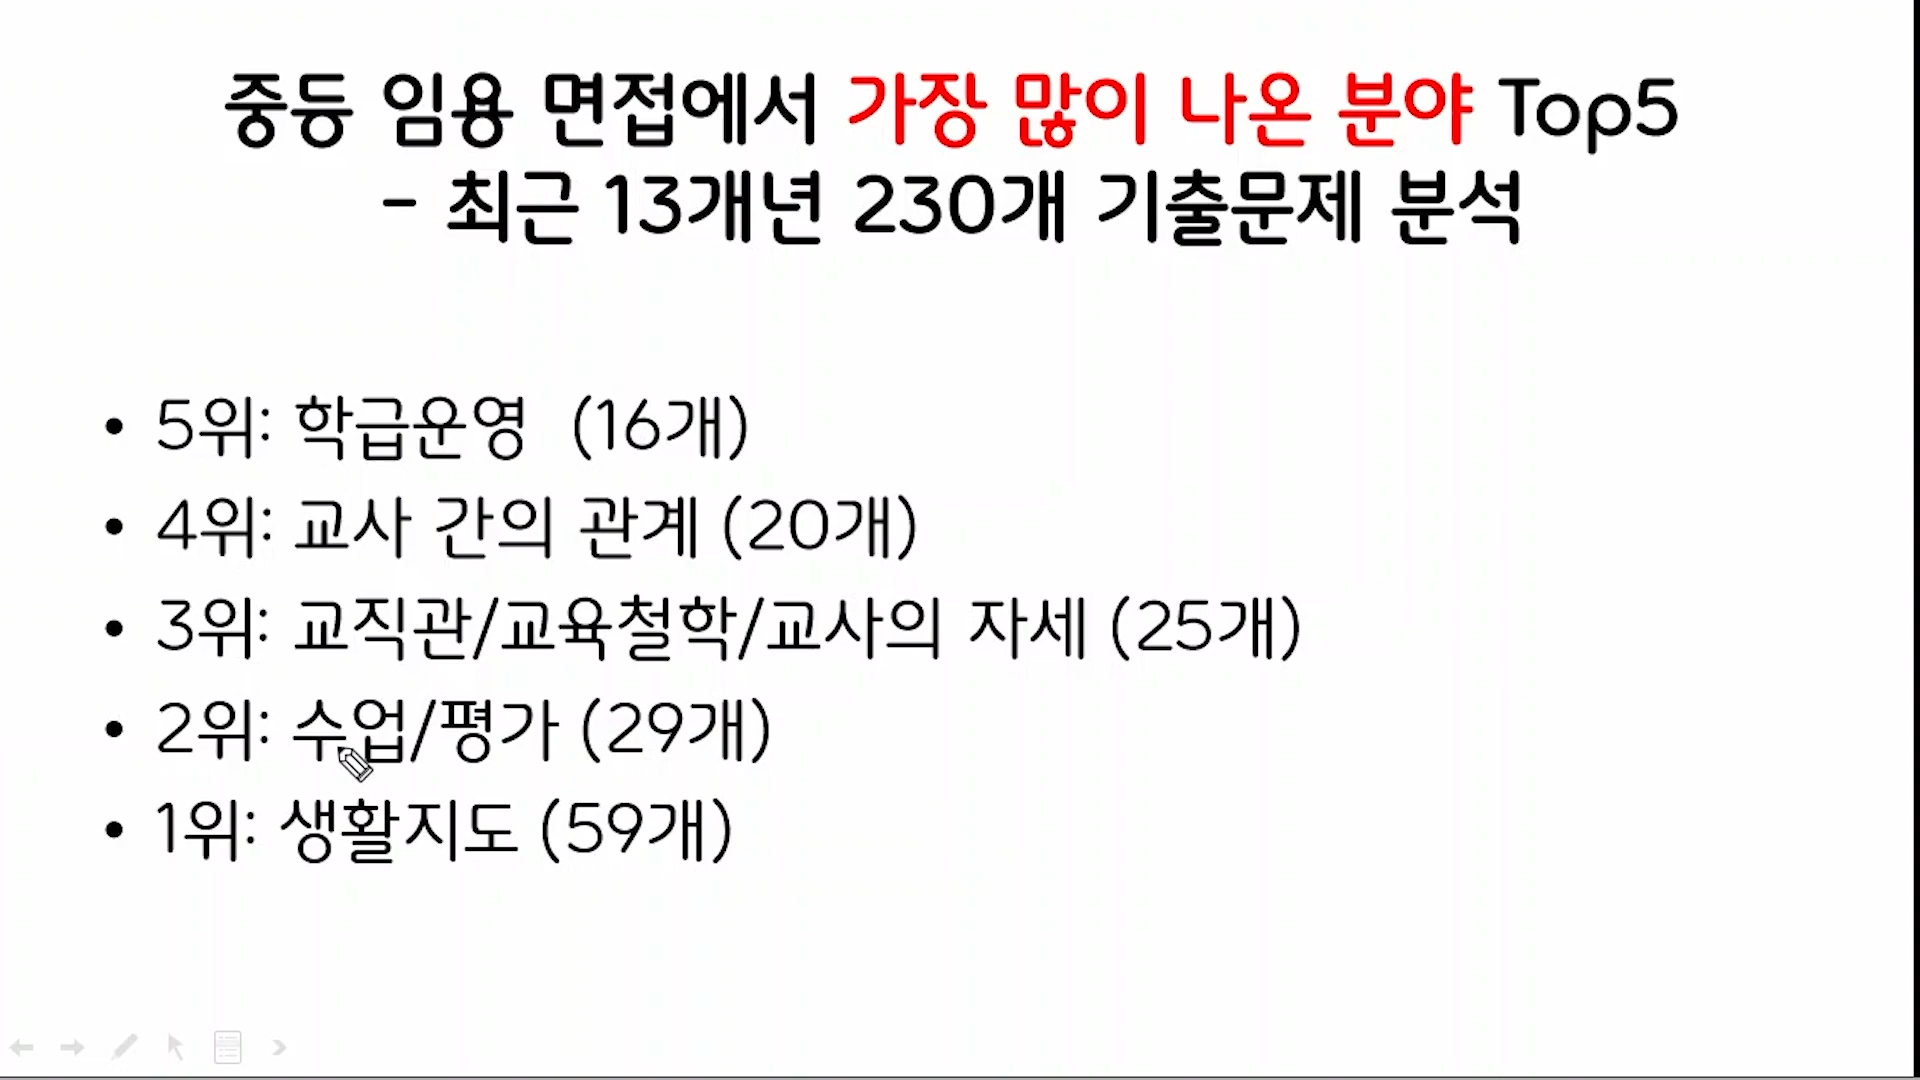 중등 임용 면접에서 가장 많이 나온 분야 Top5
- 최근 13개년 230개 기출문제 분석
• 5위: 학급운영 (16개)
• 4위: 교사 간의 관계 (20개)
• 3위: 교직관/교육철학/교사의 자세 (25개)
• 2위: 수업/평가 (29개)
• 1위: 생활지도 (59개)